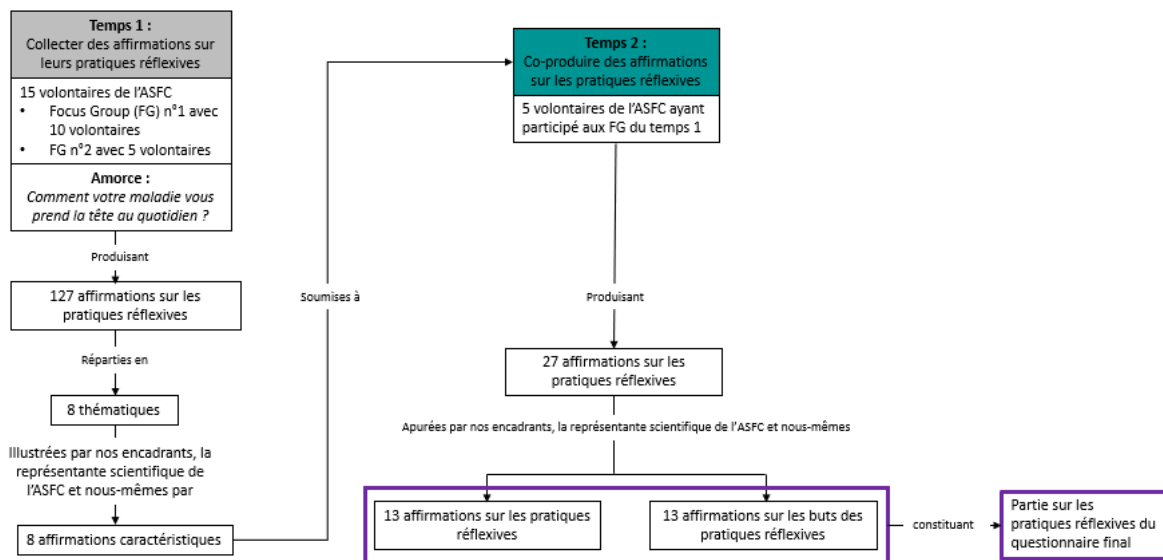 Temps 1 :
Collecter des affirmations sur
leurs pratiques réflexives
15 volontaires de l'ASFC
• Focus Group (FG) n°1 avec
10 volontaires
• FG n°2 avec 5 volontaires
Amorce :
Comment votre maladie vous
prend la tête au quotidien ?
Produisant
127 affirmations sur les
pratiques réflexives
Réparties en
8 thématiques
Illustrées par nos encadrants, la
représentante scientifique de
l'ASFC et nous-mêmes par
8 affirmations caractéristiques
Soumises à
Temps 2 :
Co-produire des affirmations
sur les pratiques réflexives
5 volontaires de l'ASFC ayant
participé aux FG du temps 1
Produisant
27 affirmations sur les
pratiques réflexives
Apurées par nos encadrants, la représentante scientifique de l'ASFC et nous-mêmes
13 affirmations sur les pratiques
réflexives
13 affirmations sur les buts des
pratiques réflexives
constituant
Partie sur les
pratiques réflexives du
questionnaire final